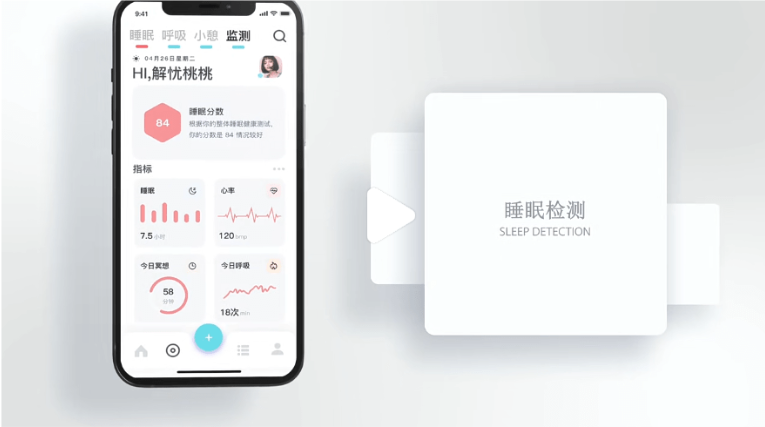 9:41
睡眠 呼吸 小憩 监测
04月26日星期二
HI,解忧桃桃
84
睡眠分数
根据你的整体睡眠健康测试,
你的分数是 84 情况较好
指标
睡眠
心率
7.5 小时
120 bmp
今日冥想
今日呼吸
58
分钟
18次 min
睡眠检测
SLEEP DETECTION